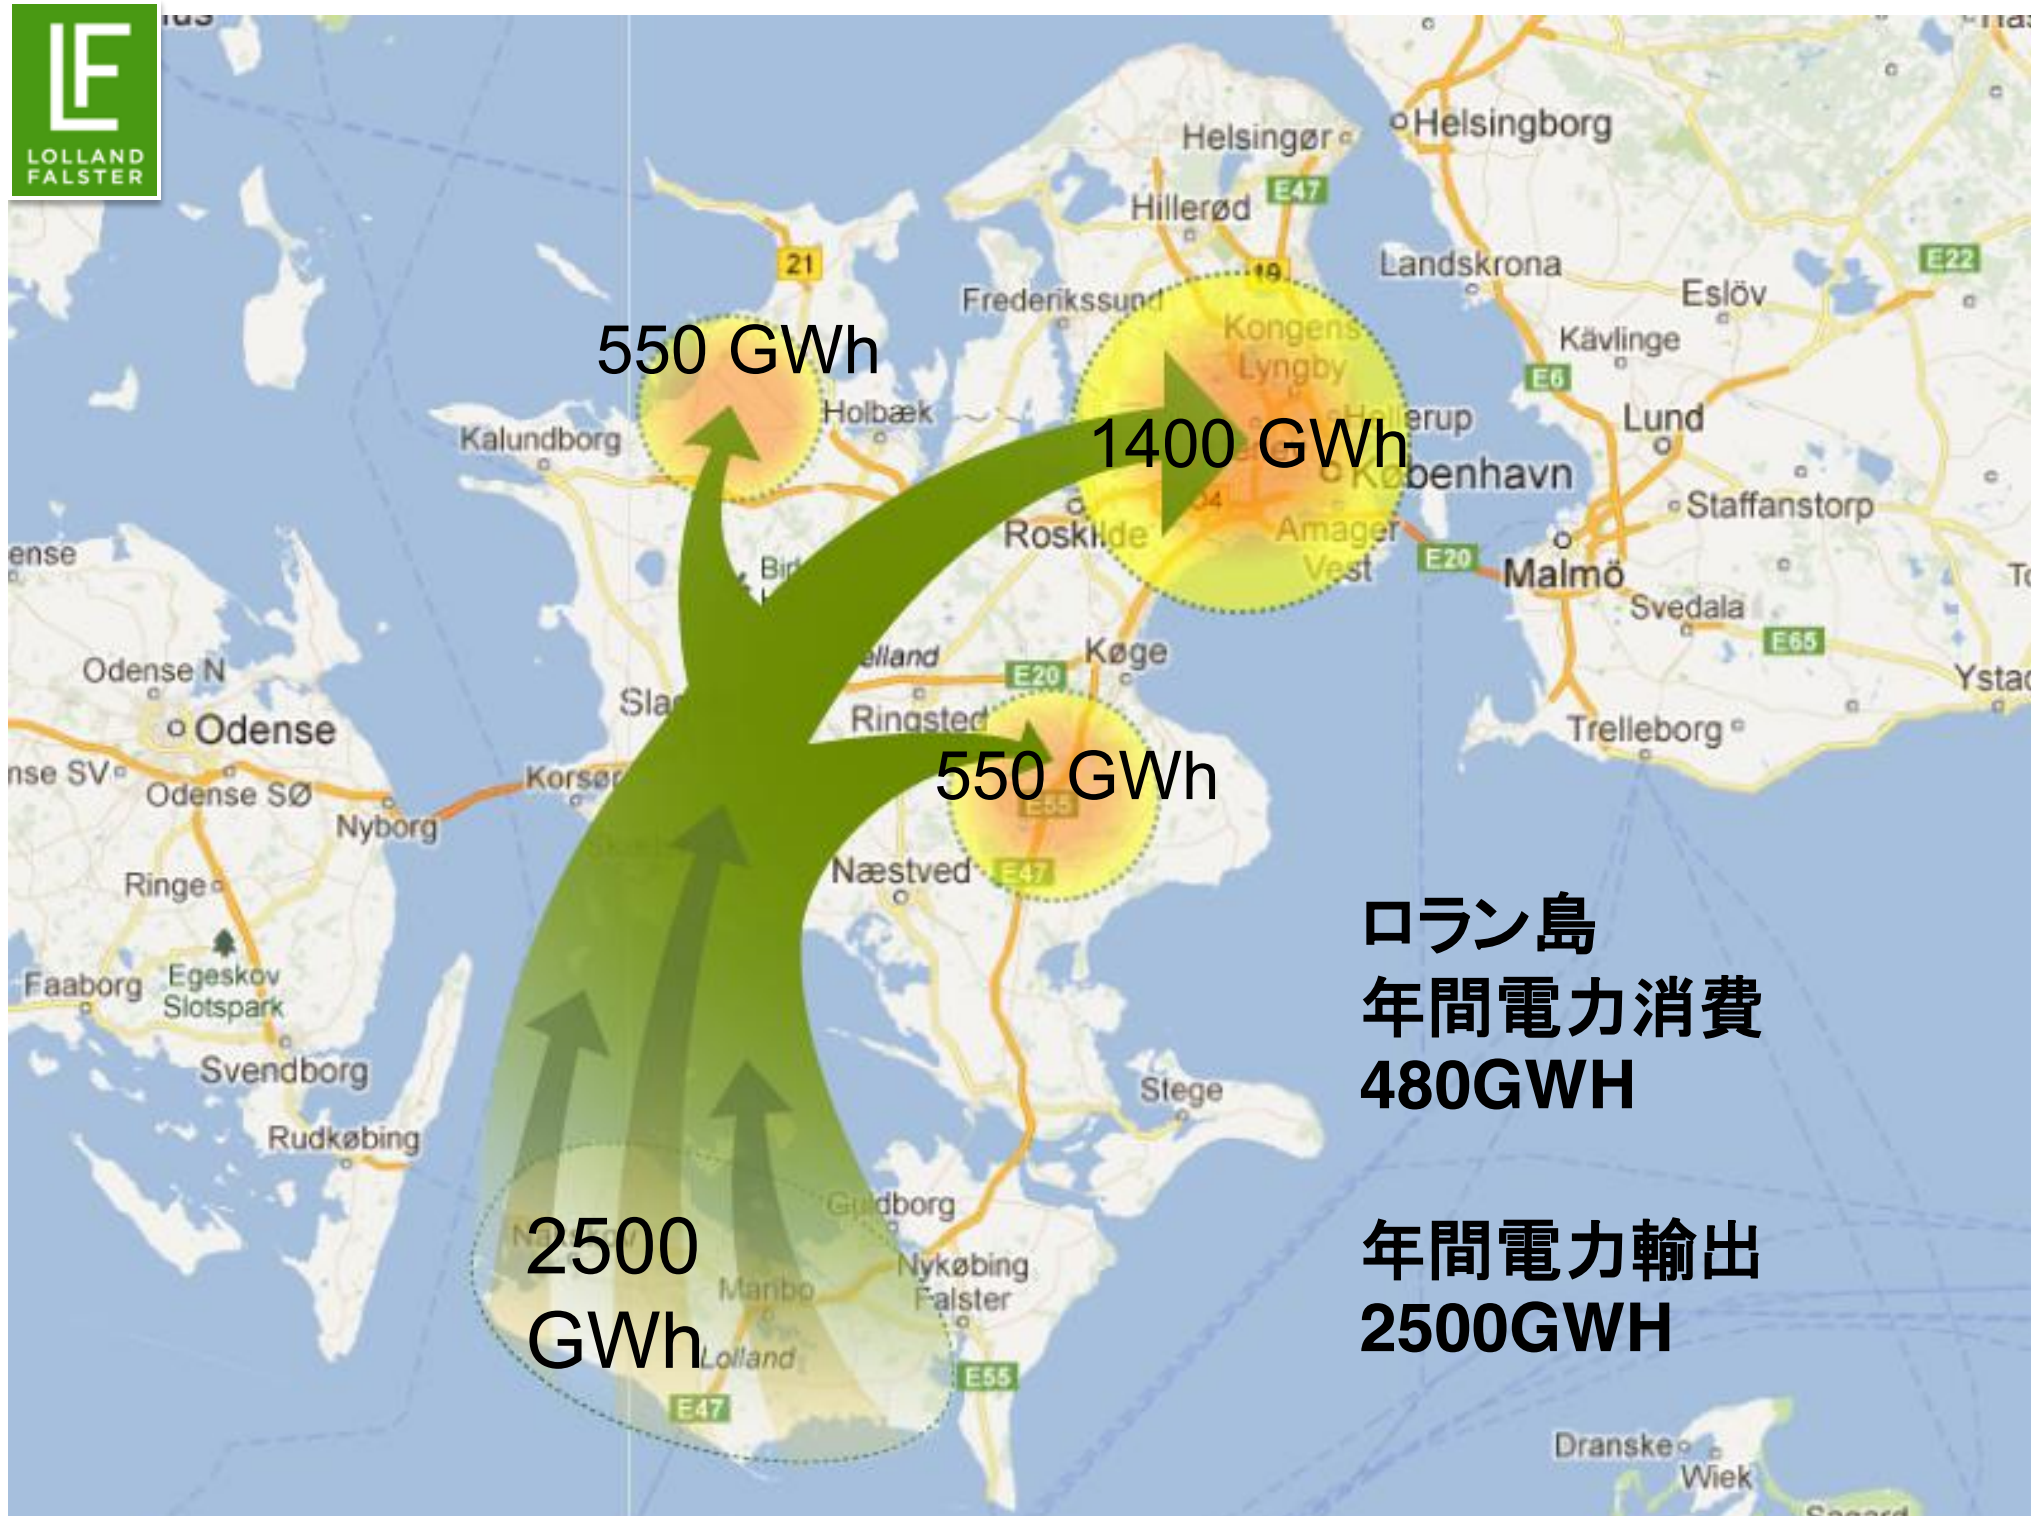 LF
LOLLAND
FALSTER
Helsingør
Helsingborg
E47
Hillerød
21
19
Landskrona
E22
Frederikssund
Eslöv
Kongens
Lyngby
Kävlinge
550 GWh
E6
Holbæk
Lund
Kalundborg
1400 GWh
København
Staffanstorp
Roskilde
Amager
Vest
E20
Malmö
Svedala
E65
Odense N
Køge
E20
Ringsted
Odense
Trelleborg
Korsør
550 GWh
Odense SØ
E55
Nyborg
Næstved
E47
Ringe
ロラン島
Egeskov
Slotspark
Faaborg
年間電力消費
Svendborg
480GWH
Stege
Rudkøbing
Guldborg
2500
GWh
年間電力輸出
Nykøbing
Falster
Maribo
2500GWH
Lolland
E55
E47
Dranske
Wiek